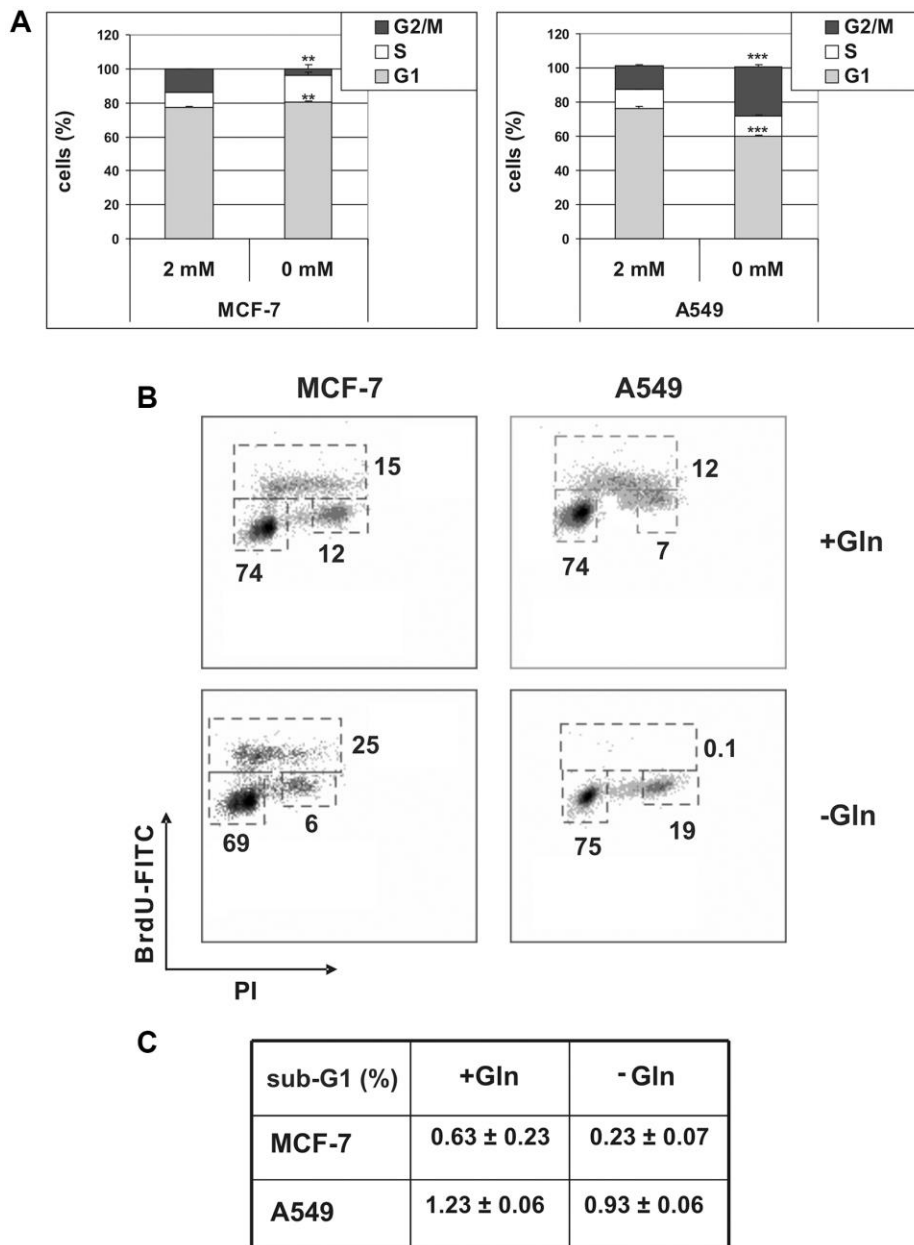 A
120
100
80
60
40
20
0
cells (%)
**
**
G2/M
S
G1
2 mM 0 mM
MCF-7
120
100
80
60
40
20
0
cells (%)
***
***
G2/M
S
G1
2 mM 0 mM
A549
B
MCF-7 A549
15
12
74
12
7
74
+Gln
25
6
69
0.1
19
75
-Gln
BrdU-FITC
PI
C
sub-G1 (%) +Gln - Gln
MCF-7 0.63 ± 0.23 0.23 ± 0.07
A549 1.23 ± 0.06 0.93 ± 0.06